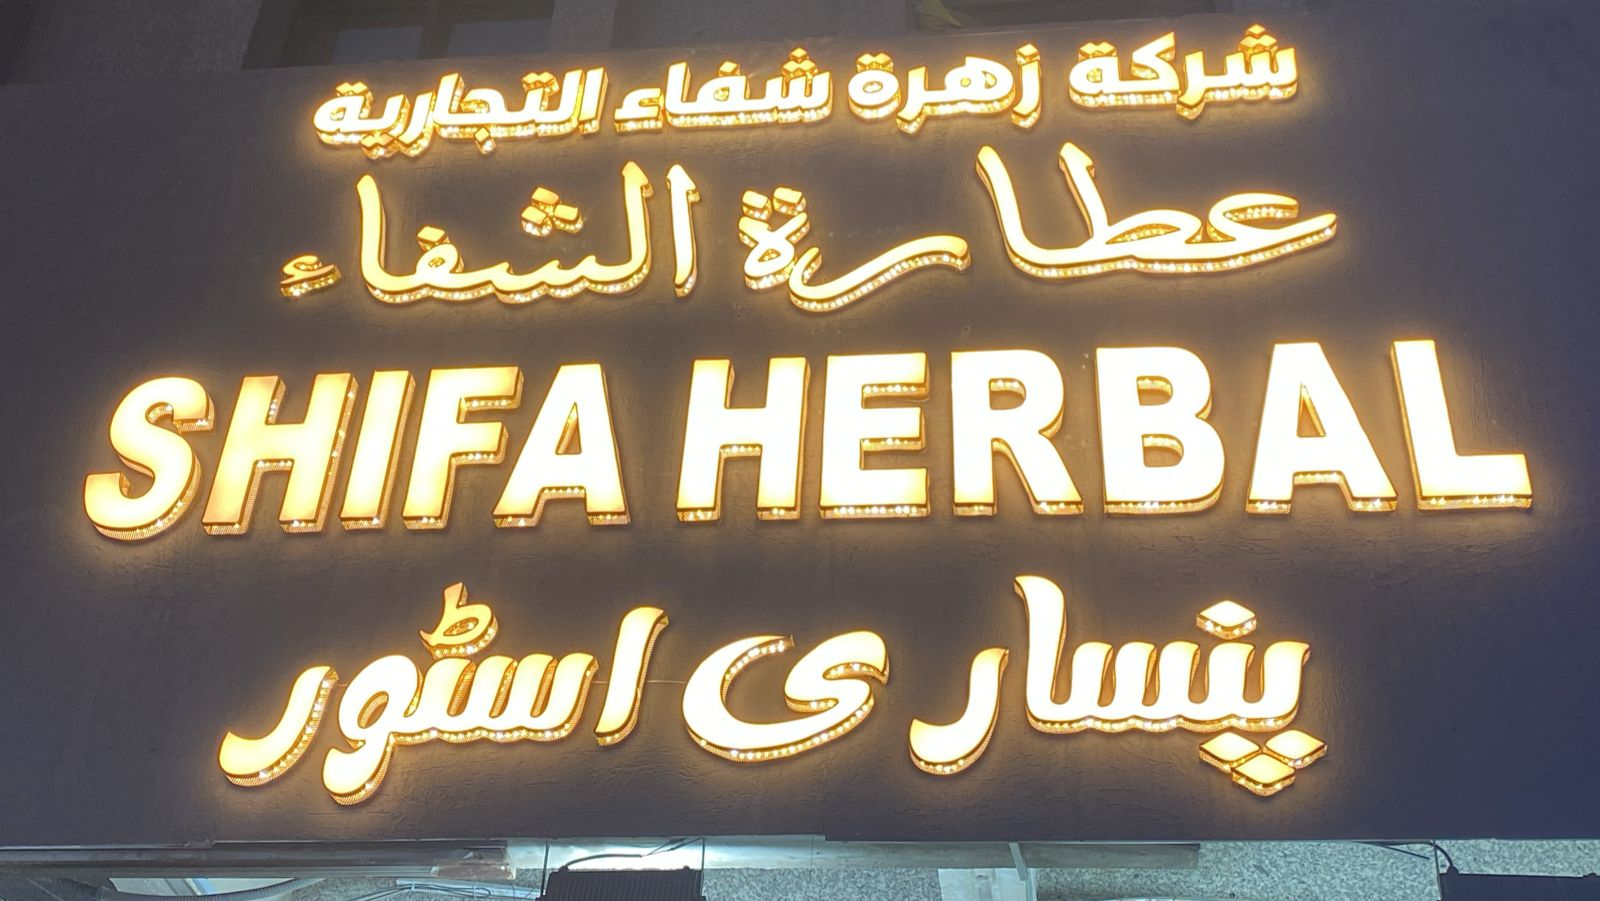 شركة زهرة شفاء التجارية
عطارة الشفاء
SHIFA HERBAL
پنساری اسٹور